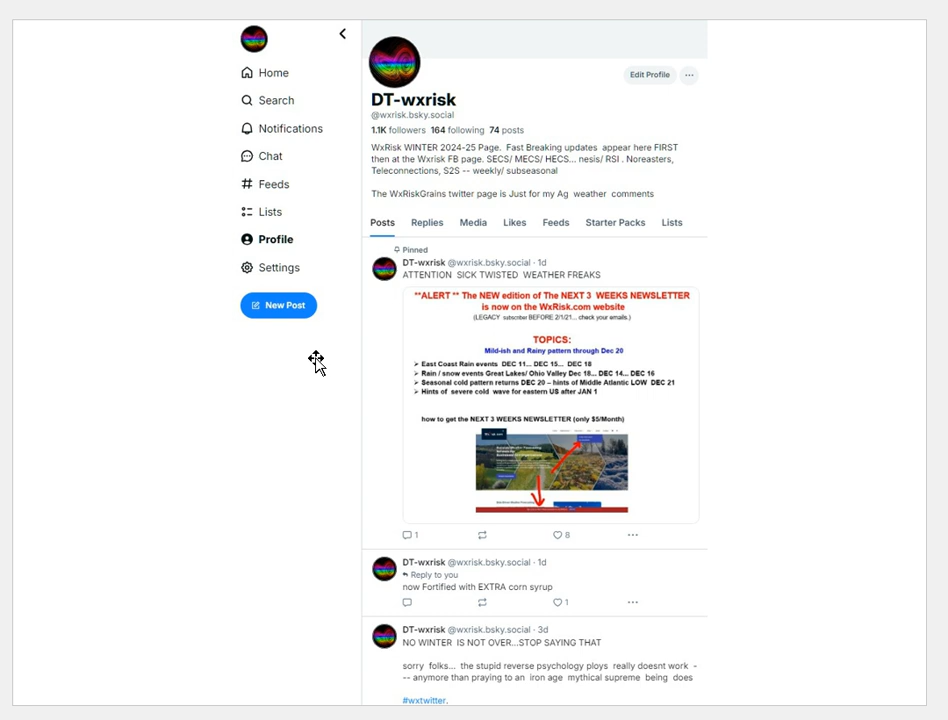 Home
Search
Notifications
Chat
Feeds
Lists
Profile
Settings
New Post
Edit Profile
DT-wxrisk
@wxrisk.bsky.social
1.1K followers 164 following 74 posts
WxRisk WINTER 2024-25 Page. Fast Breaking updates appear here FIRST
then at the Wxrisk FB page. SECS/ MECS/ HECS... nesis/ RSI . Noreasters,
Teleconnections, S2S -- weekly/ subseasonal
The WxRiskGrains twitter page is Just for my Ag weather comments
Posts Replies Media Likes Feeds Starter Packs Lists
Pinned
DT-wxrisk @wxrisk.bsky.social · 1d
ATTENTION SICK TWISTED WEATHER FREAKS
**ALERT ** The NEW edition of The NEXT 3 WEEKS NEWSLETTER
is now on the WxRisk.com website
(LEGACY subscriber BEFORE 2/1/21... check your emails.)
TOPICS:
Mild-ish and Rainy pattern through Dec 20
➢ East Coast Rain events DEC 11... DEC 15... DEC 18
➢ Rain / snow events Great Lakes/ Ohio Valley Dec 18... DEC 14... DEC 16
➢ Seasonal cold pattern returns DEC 20 – hints of Middle Atlantic LOW DEC 21
➢ Hints of severe cold wave for eastern US after JAN 1
how to get the NEXT 3 WEEKS NEWSLETTER (only $5/Month)
1 8 ...
DT-wxrisk @wxrisk.bsky.social · 1d
Reply to you
now Fortified with EXTRA corn syrup
1 ...
DT-wxrisk @wxrisk.bsky.social · 3d
NO WINTER IS NOT OVER...STOP SAYING THAT
sorry folks... the stupid reverse psychology ploys really doesnt work -
-- anymore than praying to an iron age mythical supreme being does
#wxtwitter.